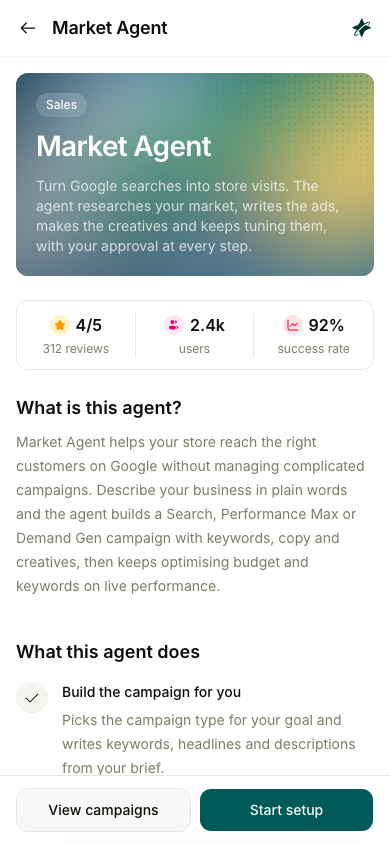 Market Agent
Sales
Market Agent
Turn Google searches into store visits. The
agent researches your market, writes the ads,
makes the creatives and keeps tuning them,
with your approval at every step.
4/5
312 reviews
2.4k
users
92%
success rate
What is this agent?
Market Agent helps your store reach the right
customers on Google without managing complicated
campaigns. Describe your business in plain words
and the agent builds a Search, Performance Max or
Demand Gen campaign with keywords, copy and
creatives, then keeps optimising budget and
keywords on live performance.
What this agent does
Build the campaign for you
Picks the campaign type for your goal and
writes keywords, headlines and descriptions
from your brief.
View campaigns
Start setup